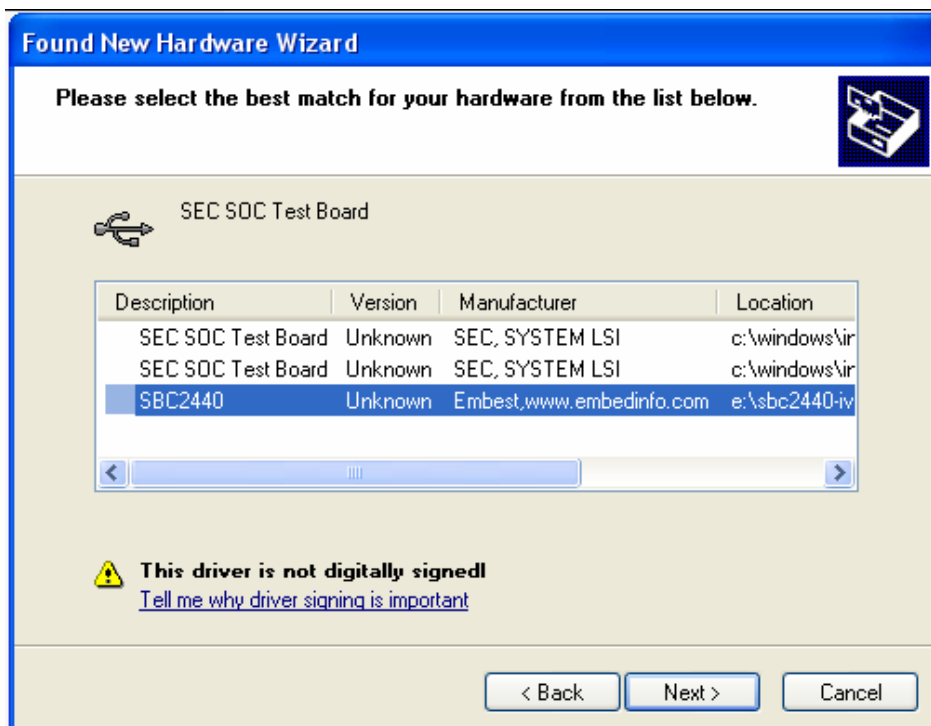 Found New Hardware Wizard
Please select the best match for your hardware from the list below.
SEC SOC Test Board
Description Version Manufacturer Location
SEC SOC Test Board Unknown SEC, SYSTEM LSI c:\windows\ir
SEC SOC Test Board Unknown SEC, SYSTEM LSI c:\windows\ir
SBC2440 Unknown Embest,www.embedinfo.com e:\sbc2440-iv
This driver is not digitally signed!
Tell me why driver signing is important
< Back Next > Cancel